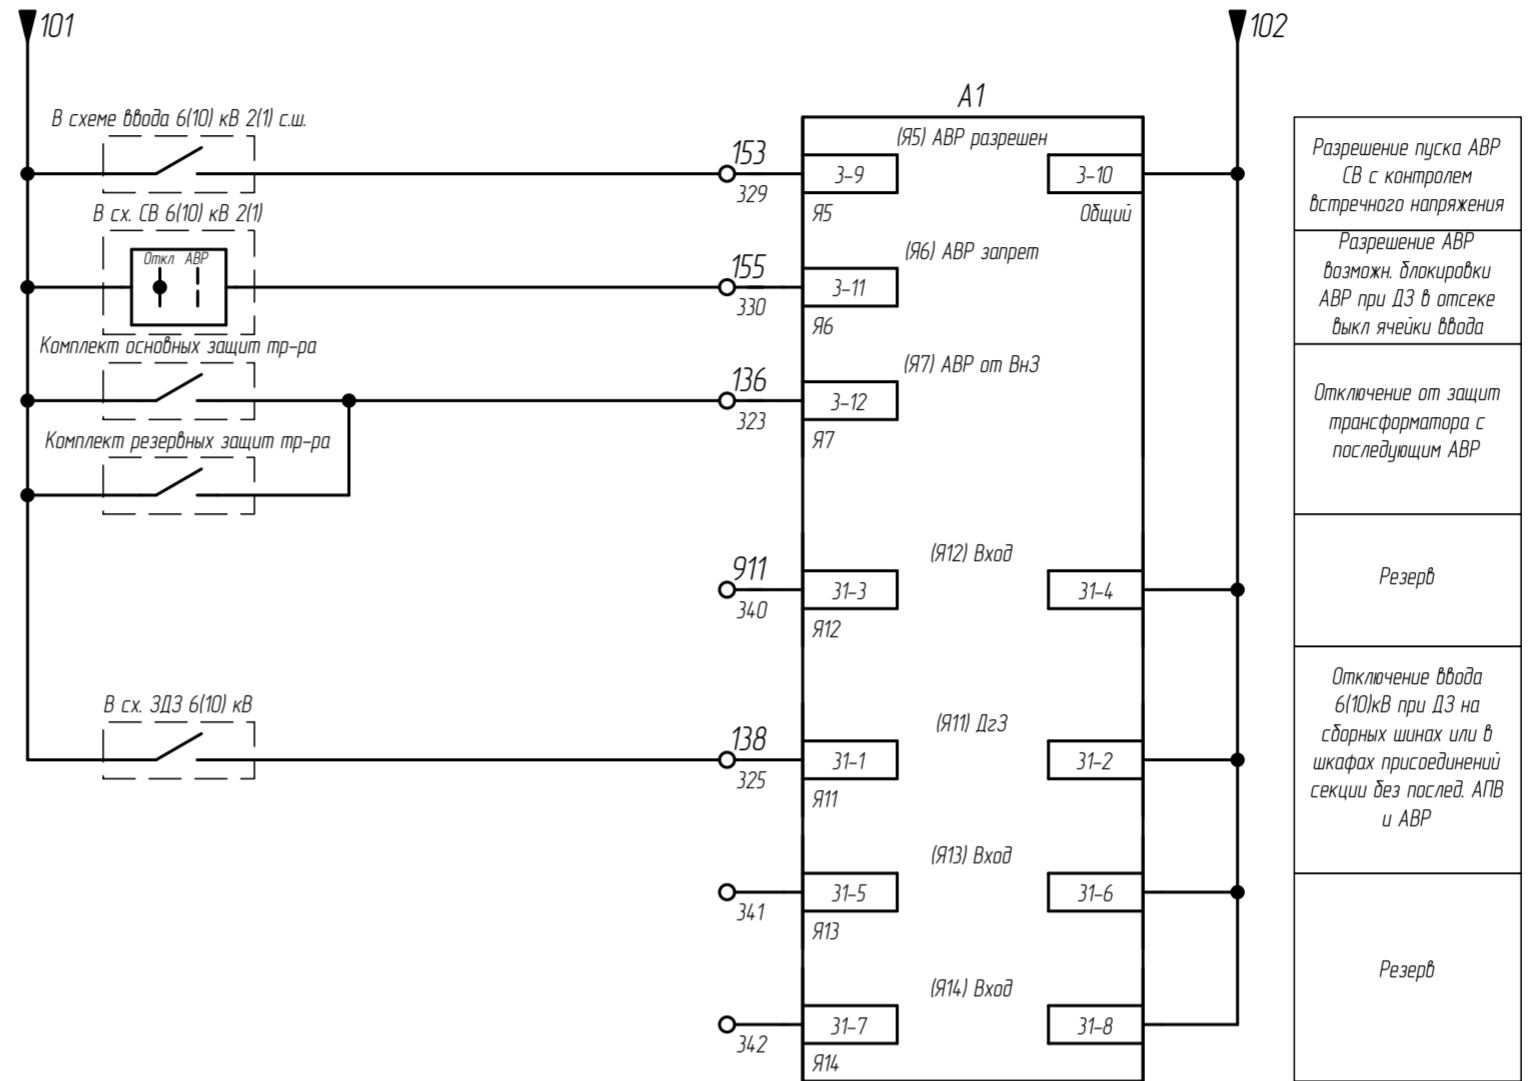 101
102
В схеме ввода 6(10) кВ 2(1) с.ш.
153
329
А1
(Я5) АВР разрешен
3-9
3-10
Я5
Общий
Разрешение пуска АВР
СВ с контролем
встречного напряжения
В сх. СВ 6(10) кВ 2(1)
Откл АВР
155
330
(Я6) АВР запрет
3-11
Я6
Разрешение АВР
возможн. блокировки
АВР при ДЗ в отсеке
выкл ячейки ввода
Комплект основных защит тр-ра
136
323
(Я7) АВР от ВнЗ
3-12
Я7
Комплект резервных защит тр-ра
Отключение от защит
трансформатора с
последующим АВР
911
340
(Я12) Вход
31-3
31-4
Я12
Резерв
В сх. ЗДЗ 6(10) кВ
138
325
(Я11) ДгЗ
31-1
31-2
Я11
Отключение ввода
6(10)кВ при ДЗ на
сборных шинах или в
шкафах присоединений
секции без послед. АПВ
и АВР
341
(Я13) Вход
31-5
31-6
Я13
342
(Я14) Вход
31-7
31-8
Я14
Резерв